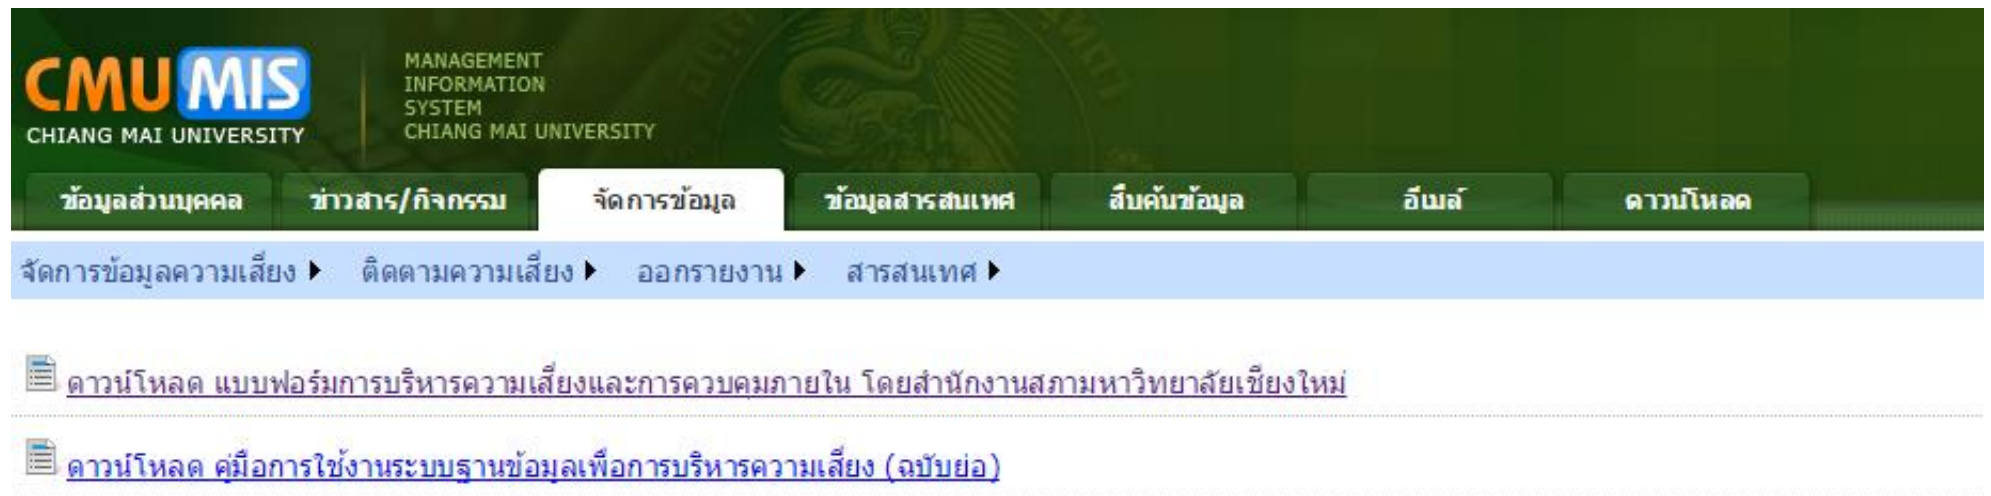 CMU MIS
CHIANG MAI UNIVERSITY
MANAGEMENT
INFORMATION
SYSTEM
CHIANG MAI UNIVERSITY
ข้อมูลส่วนบุคคล ข่าวสาร/กิจกรรม จัดการข้อมูล ข้อมูลสารสนเทศ สืบค้นข้อมูล อีเมล์ ดาวน์โหลด
จัดการข้อมูลความเสี่ยง ติดตามความเสี่ยง ออกรายงาน สารสนเทศ
ดาวน์โหลด แบบฟอร์มการบริหารความเสี่ยงและการควบคุมภายใน โดยสำนักงานสภามหาวิทยาลัยเชียงใหม่
ดาวน์โหลด คู่มือการใช้งานระบบฐานข้อมูลเพื่อการบริหารความเสี่ยง (ฉบับย่อ)